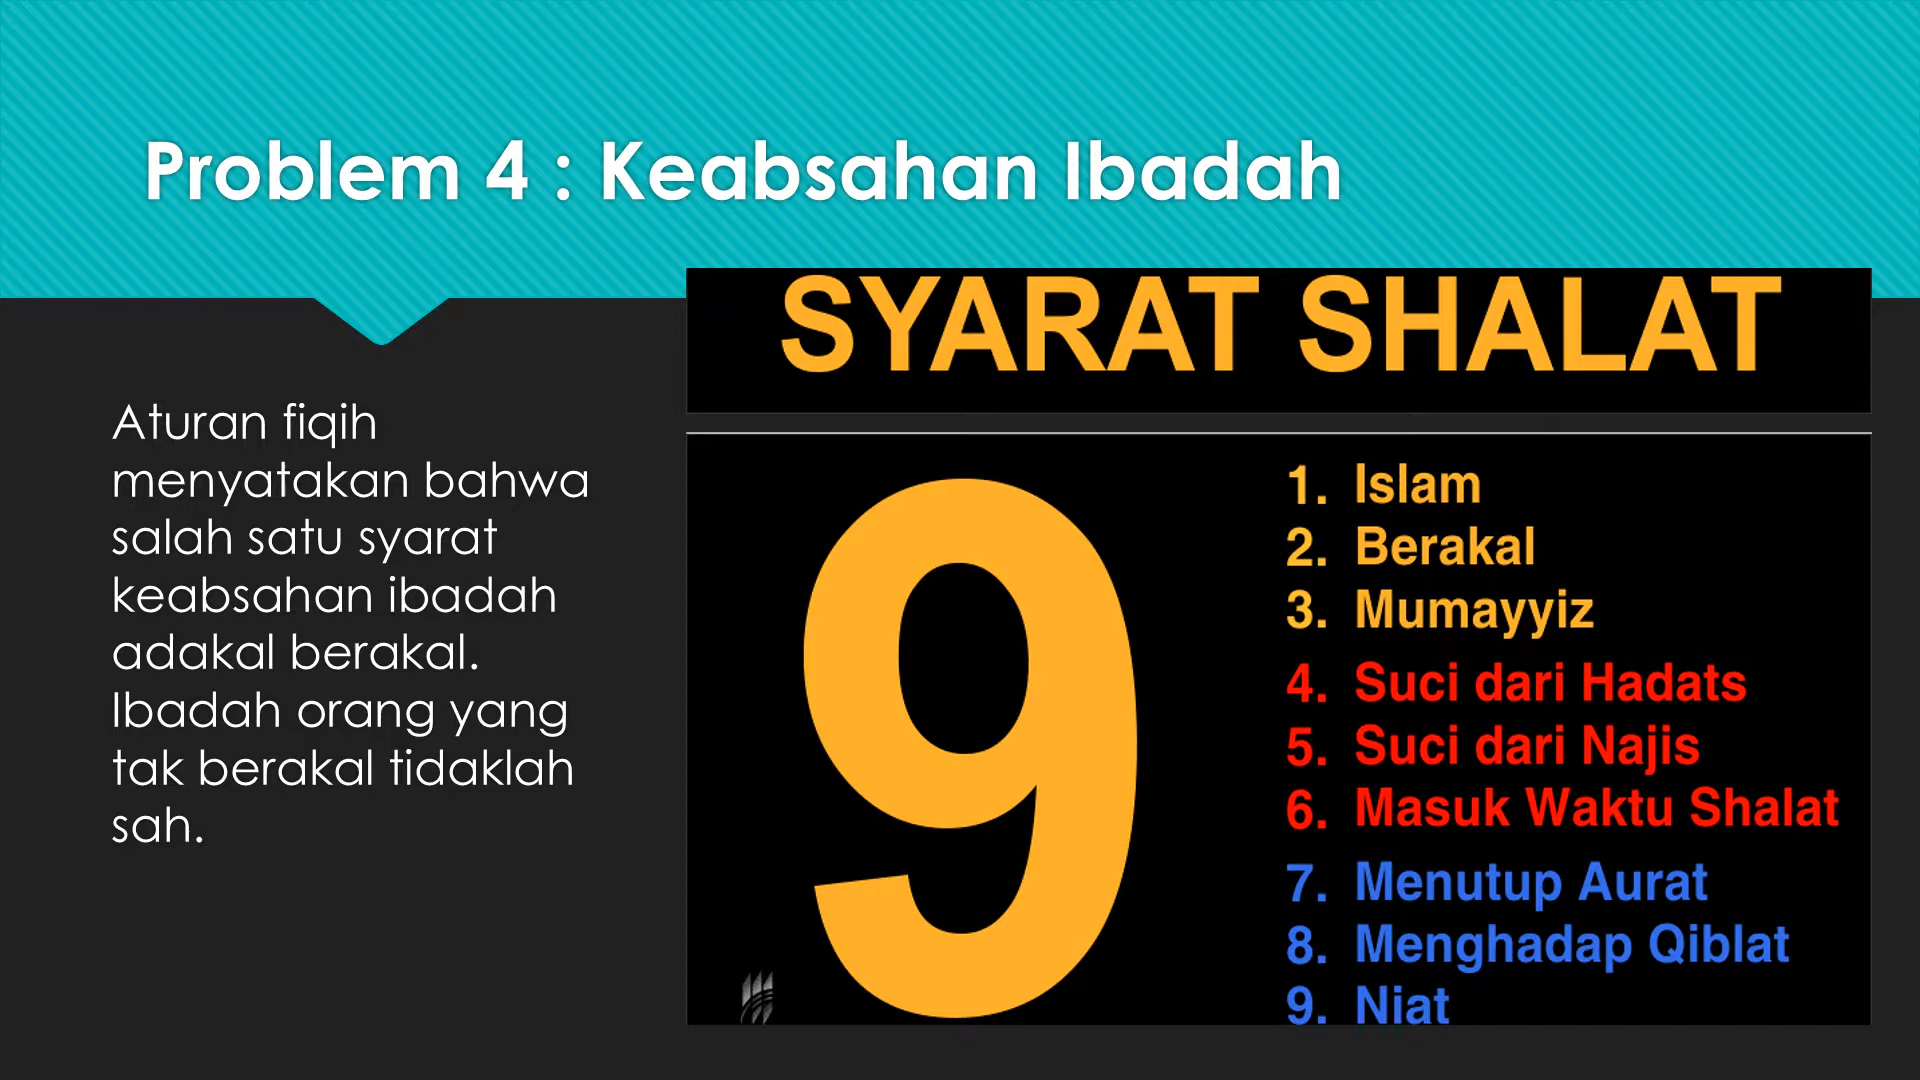 Problem 4 : Keabsahan Ibadah
Aturan fiqih
menyatakan bahwa
salah satu syarat
keabsahan ibadah
adakal berakal.
Ibadah orang yang
tak berakal tidaklah
sah.
SYARAT SHALAT
9
1. Islam
2. Berakal
3. Mumayyiz
4. Suci dari Hadats
5. Suci dari Najis
6. Masuk Waktu Shalat
7. Menutup Aurat
8. Menghadap Qiblat
9. Niat